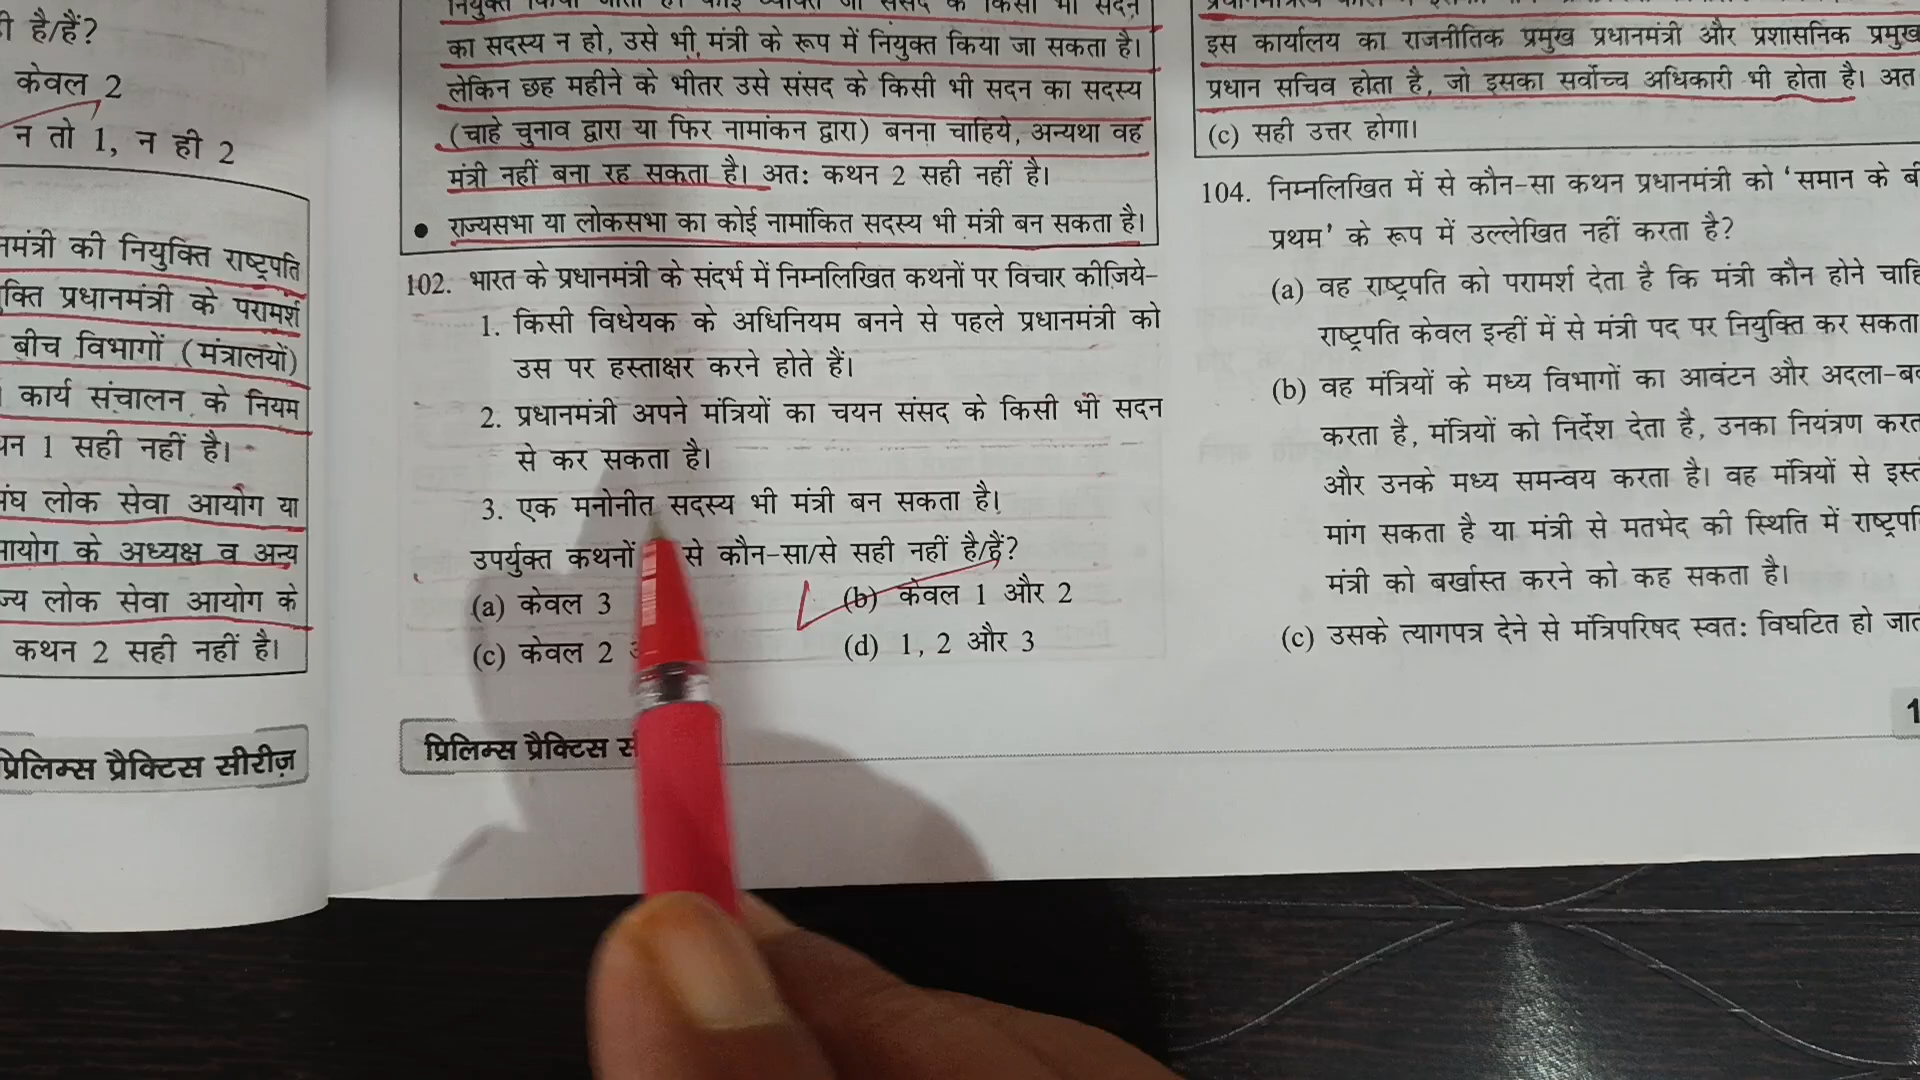 ी है/हैं?
केवल 2
न तो 1, न ही 2
नमंत्री की नियुक्ति राष्ट्रपति
क्ति प्रधानमंत्री के परामर्श
बीच विभागों (मंत्रालयों)
कार्य संचालन के नियम
थन 1 सही नहीं है।
संघ लोक सेवा आयोग या
आयोग के अध्यक्ष व अन्य
ज्य लोक सेवा आयोग के
कथन 2 सही नहीं है।
प्रिलिम्स प्रैक्टिस सीरीज़
का सदस्य न हो, उसे भी मंत्री के रूप में नियुक्त किया जा सकता है।
लेकिन छह महीने के भीतर उसे संसद के किसी भी सदन का सदस्य
(चाहे चुनाव द्वारा या फिर नामांकन द्वारा) बनना चाहिये, अन्यथा वह
मंत्री नहीं बना रह सकता है। अतः कथन 2 सही नहीं है।
● राज्यसभा या लोकसभा का कोई नामांकित सदस्य भी मंत्री बन सकता है।
102. भारत के प्रधानमंत्री के संदर्भ में निम्नलिखित कथनों पर विचार कीजिये-
1. किसी विधेयक के अधिनियम बनने से पहले प्रधानमंत्री को
उस पर हस्ताक्षर करने होते हैं।
2. प्रधानमंत्री अपने मंत्रियों का चयन संसद के किसी भी सदन
से कर सकता है।
3. एक मनोनीत सदस्य भी मंत्री बन सकता है।
उपर्युक्त कथनों से कौन-सा/से सही नहीं है/हैं?
(a) केवल 3 (b) केवल 1 और 2
(c) केवल 2 (d) 1, 2 और 3
प्रिलिम्स प्रैक्टिस
इस कार्यालय का राजनीतिक प्रमुख प्रधानमंत्री और प्रशासनिक प्रमुख
प्रधान सचिव होता है, जो इसका सर्वोच्च अधिकारी भी होता है। अत
(c) सही उत्तर होगा।
104. निम्नलिखित में से कौन-सा कथन प्रधानमंत्री को ‘समान के बी
प्रथम’ के रूप में उल्लेखित नहीं करता है?
(a) वह राष्ट्रपति को परामर्श देता है कि मंत्री कौन होने चाहि
राष्ट्रपति केवल इन्हीं में से मंत्री पद पर नियुक्ति कर सकता
(b) वह मंत्रियों के मध्य विभागों का आवंटन और अदला-बद
करता है, मंत्रियों को निर्देश देता है, उनका नियंत्रण करत
और उनके मध्य समन्वय करता है। वह मंत्रियों से इस्त
मांग सकता है या मंत्री से मतभेद की स्थिति में राष्ट्रपति
मंत्री को बर्खास्त करने को कह सकता है।
(c) उसके त्यागपत्र देने से मंत्रिपरिषद स्वतः विघटित हो जात
1